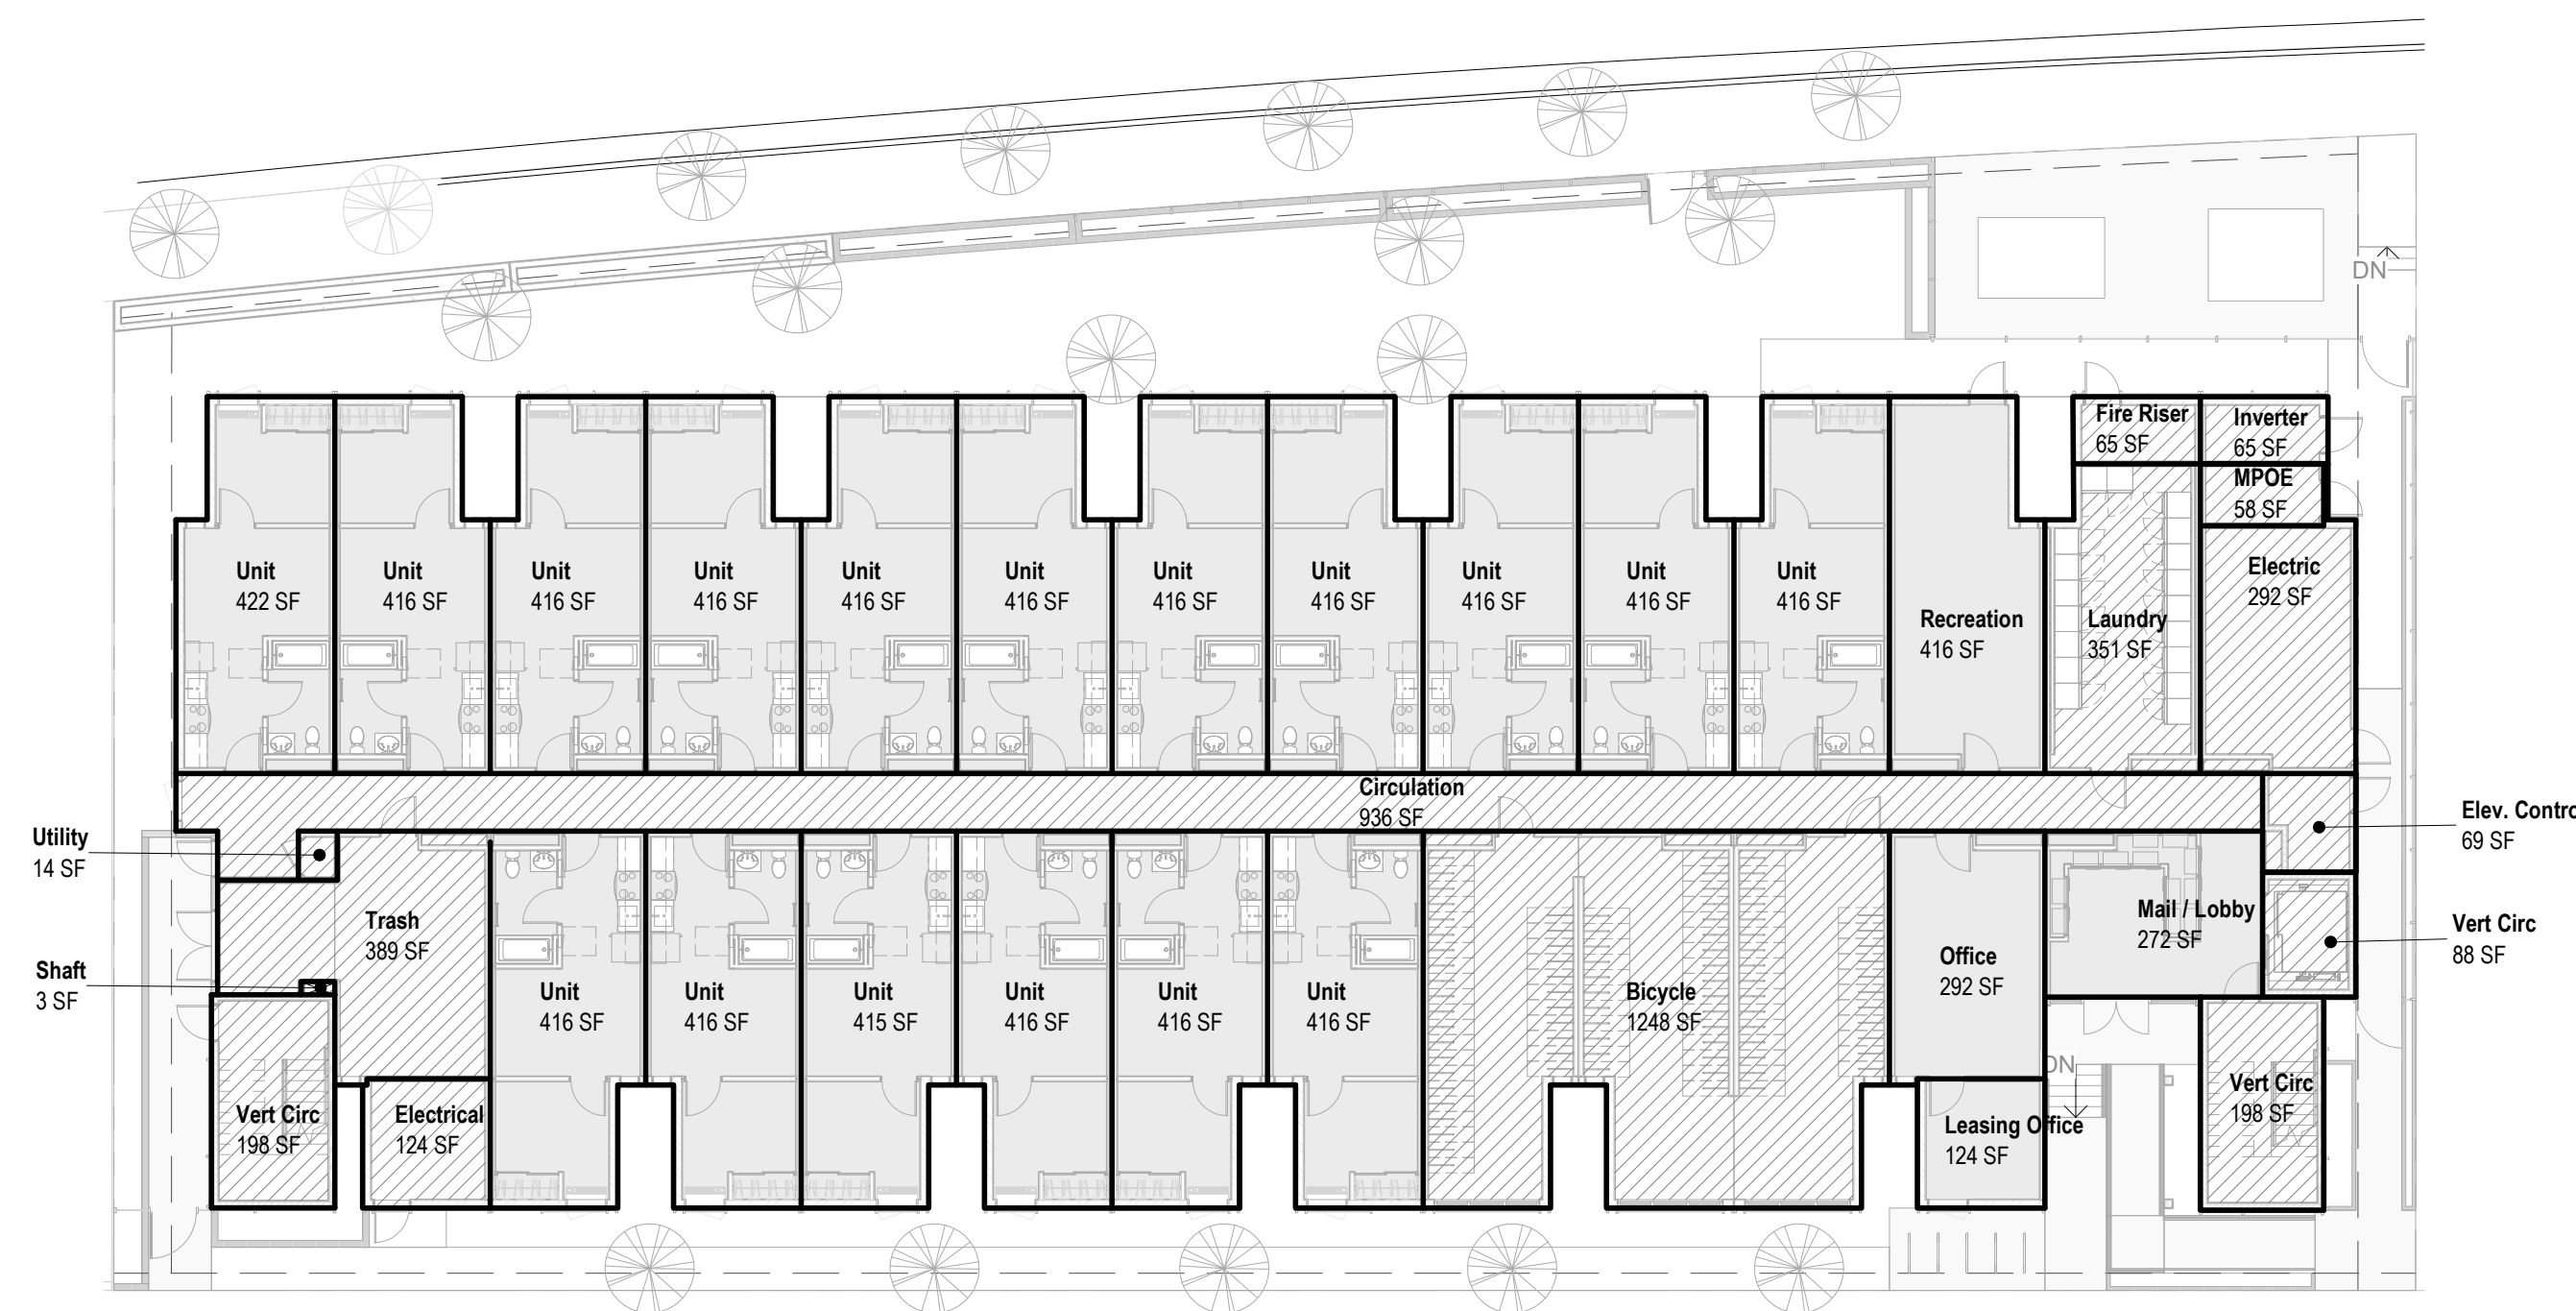 DN
Fire Riser
65 SF
Inverter
65 SF
MPOE
58 SF
Unit
422 SF
Unit
416 SF
Unit
416 SF
Unit
416 SF
Unit
416 SF
Unit
416 SF
Unit
416 SF
Unit
416 SF
Unit
416 SF
Unit
416 SF
Unit
416 SF
Recreation
416 SF
Laundry
351 SF
Electric
292 SF
Circulation
936 SF
Utility
14 SF
Elev. Contro
69 SF
Trash
389 SF
Shaft
3 SF
Unit
416 SF
Unit
416 SF
Unit
415 SF
Unit
416 SF
Unit
416 SF
Unit
416 SF
Bicycle
1248 SF
Office
292 SF
Mail / Lobby
272 SF
Vert Circ
88 SF
DN
Vert Circ
198 SF
Electrical
124 SF
Leasing Office
124 SF
Vert Circ
198 SF